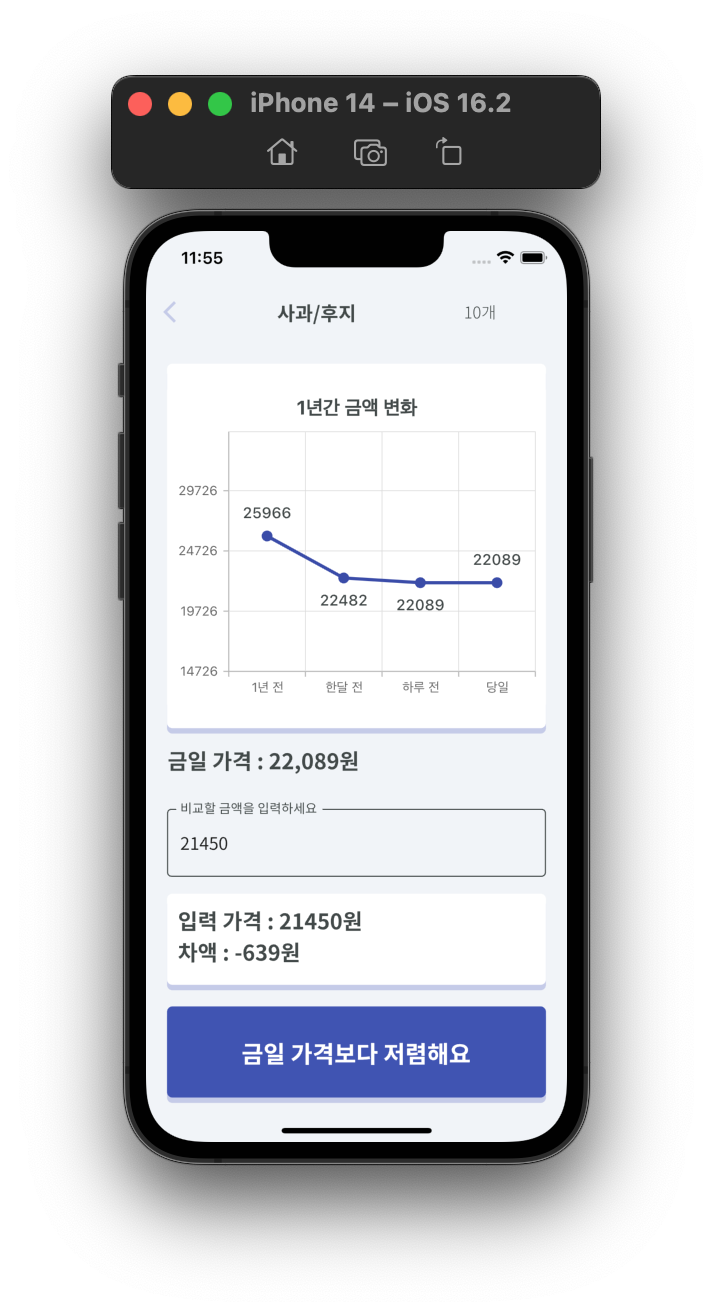 iPhone 14 – iOS 16.2
11:55
사과/후지 10개
1년간 금액 변화
29726
25966
24726
22089
22482
22089
19726
14726
1년 전 한달 전 하루 전 당일
금일 가격 : 22,089원
비교할 금액을 입력하세요
21450
입력 가격 : 21450원
차액 : -639원
금일 가격보다 저렴해요